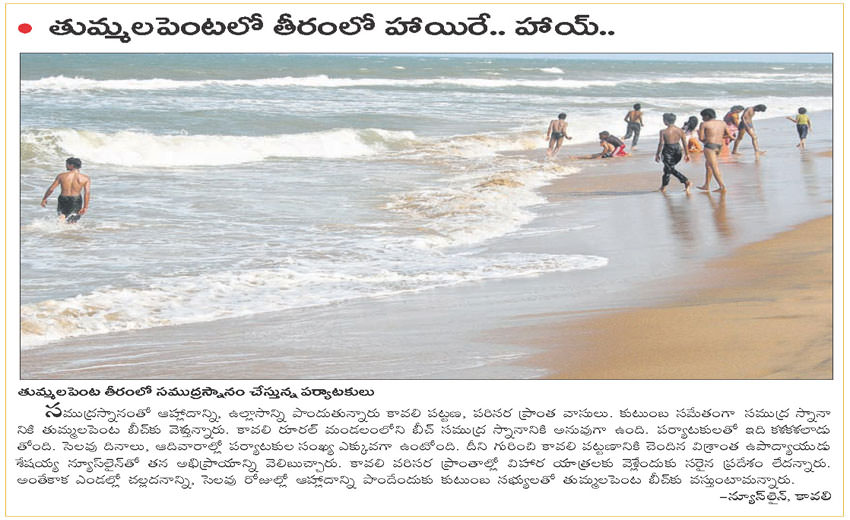 తుమ్మలపెంటలో తీరంలో హాయిరే.. హాయ్..
తుమ్మలపెంట తీరంలో సముద్రస్నానం చేస్తున్న పర్యాటకులు
సముద్రస్నానంతో ఆహ్లాదాన్ని, ఉల్లాసాన్ని పొందుతున్నారు కావలి పట్టణ, పరిసర ప్రాంత వాసులు. కుటుంబ సమేతంగా సముద్ర స్నానా
నికి తుమ్మలపెంట బీచ్‌కు వెళ్తున్నారు. కావలి రూరల్ మండలంలోని బీచ్ సముద్ర స్నానానికి అనువుగా ఉంది. పర్యాటకులతో ఇది కళకళలాడు
తోంది. సెలవు దినాలు, ఆదివారాల్లో పర్యాటకుల సంఖ్య ఎక్కువగా ఉంటోంది. దీని గురించి కావలి పట్టణానికి చెందిన విశ్రాంత ఉపాద్యాయుడు
శేషయ్య న్యూస్‌లైన్‌తో తన అభిప్రాయాన్ని వెలిబుచ్చారు. కావలి పరిసర ప్రాంతాల్లో విహార యాత్రలకు వెళ్లేందుకు సరైన ప్రదేశం లేదన్నారు.
అంతేకాక ఎండల్లో చల్లదనాన్ని, సెలవు రోజుల్లో ఆహ్లాదాన్ని పొందేందుకు కుటుంబ సభ్యులతో తుమ్మలపెంట బీచ్‌కు వస్తుంటామన్నారు.
–న్యూస్‌లైన్, కావలి